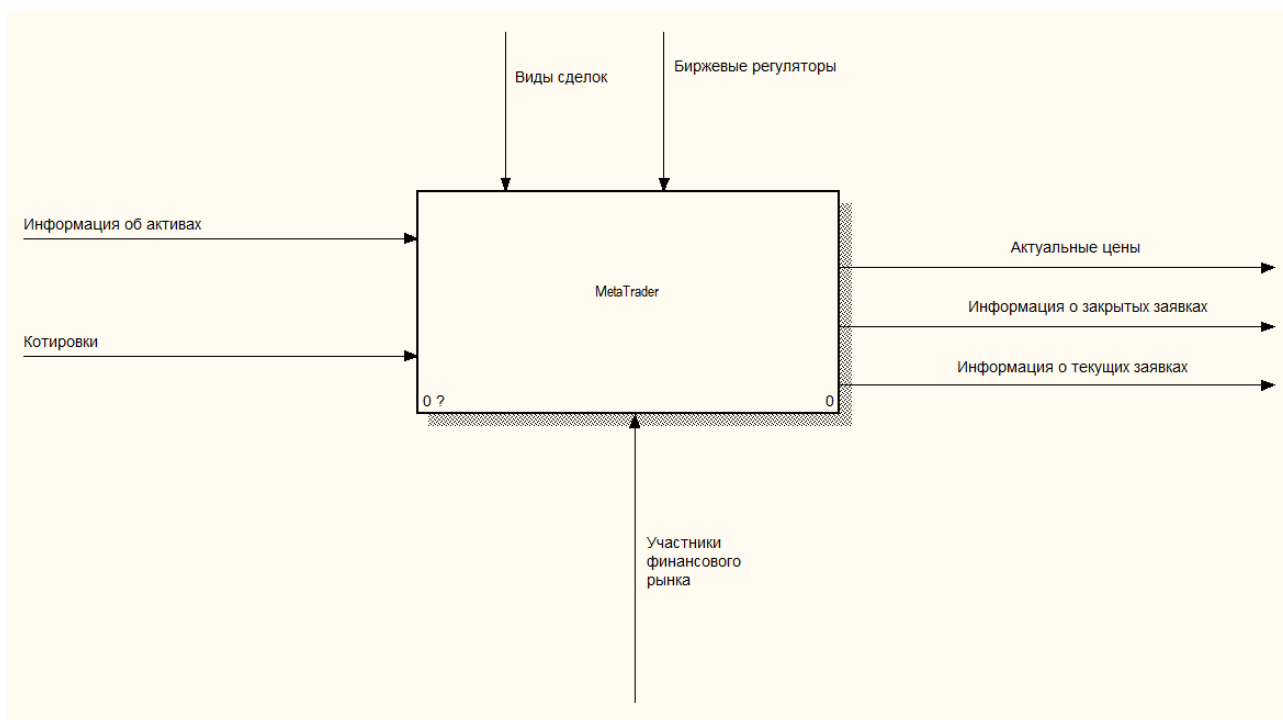 Виды сделок
Биржевые регуляторы
Информация об активах
Котировки
MetaTrader
0 ?
0
Актуальные цены
Информация о закрытых заявках
Информация о текущих заявках
Участники
финансового
рынка